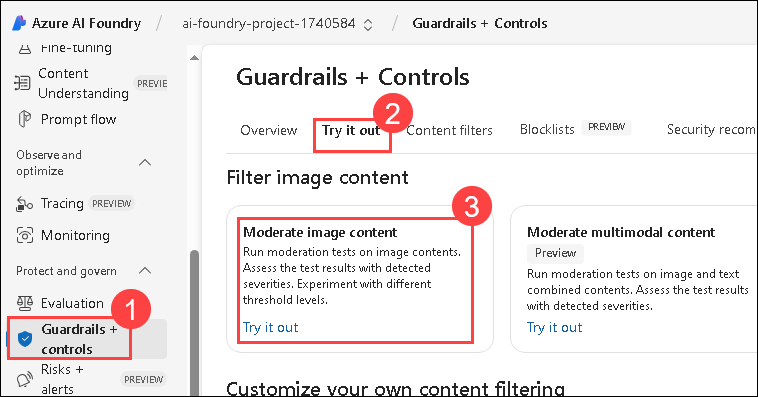 Azure AI Foundry / ai-foundry-project-1740584 / Guardrails + Controls
Fine-tuning
Content
Understanding PREVIE
Prompt flow
Observe and
optimize
Tracing PREVIEW
Monitoring
Protect and govern
Evaluation
1
Guardrails +
controls
Risks +
alerts PREVIEW
Guardrails + Controls
2
Overview Try it out Content filters Blocklists PREVIEW Security recom
Filter image content
3
Moderate image content
Run moderation tests on image contents.
Assess the test results with detected
severities. Experiment with different
threshold levels.
Try it out
Moderate multimodal content
Preview
Run moderation tests on image and text
combined contents. Assess the test results
with detected severities.
Try it out
Customize your own content filtering